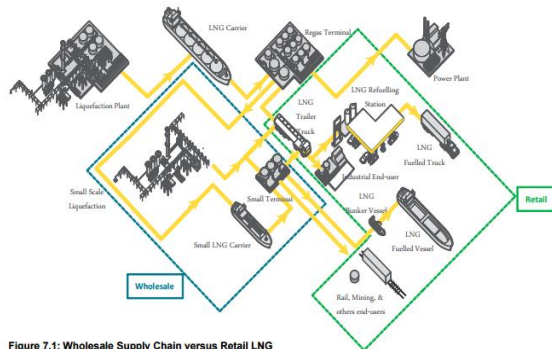 LNG Carrier
Regas Terminal
Liquefaction Plant
Power Plant
LNG
Trailer
Truck
LNG Refuelling
Station
LNG
Fuelled Truck
Industrial End-user
Small Scale
Liquefaction
Small Terminal
LNG
Bunker Vessel
LNG
Fuelled Vessel
Small LNG Carrier
Retail
Wholesale
Rail, Mining, &
others end-users
Figure 7.1: Wholesale Supply Chain versus Retail LNG